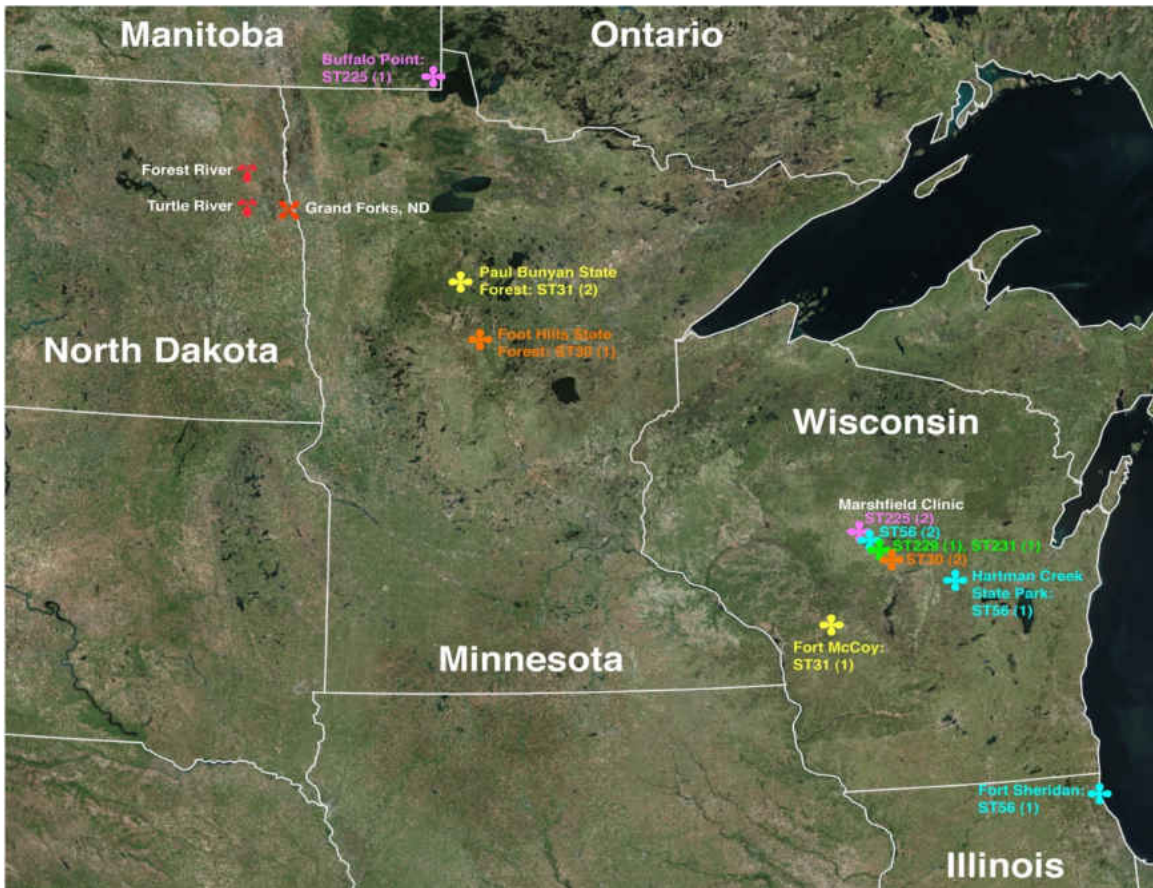 Manitoba
Ontario
Buffalo Point:
ST225 (1)
Forest River
Turtle River
Grand Forks, ND
Paul Bunyan State
Forest: ST31 (2)
Foot Hills State
Forest: ST30 (1)
North Dakota
Wisconsin
Marshfield Clinic
ST225 (2)
ST56 (2)
ST229 (1), ST231 (1)
ST30 (2)
Hartman Creek
State Park:
ST56 (1)
Fort McCoy:
ST31 (1)
Minnesota
Fort Sheridan:
ST56 (1)
Illinois